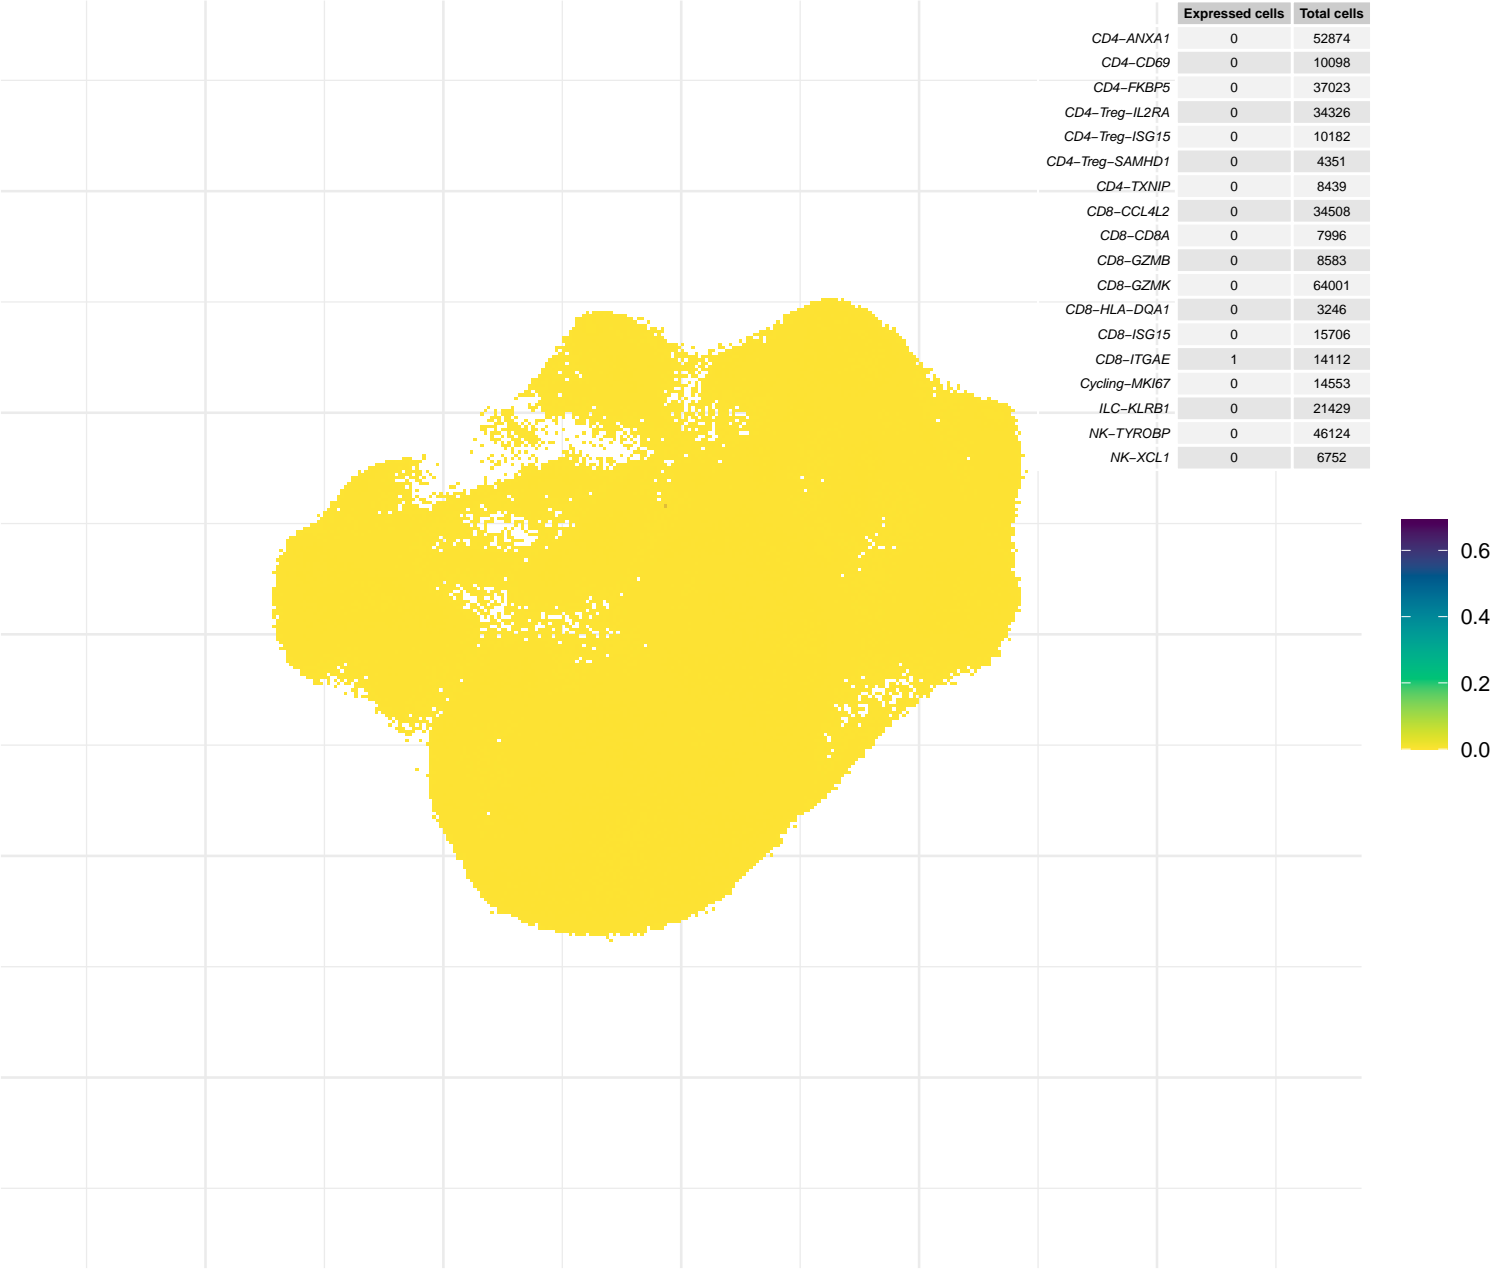 Expressed cells Total cells
CD4−ANXA1 0 52874
CD4−CD69 0 10098
CD4−FKBP5 0 37023
CD4−Treg−IL2RA 0 34326
CD4−Treg−ISG15 0 10182
CD4−Treg−SAMHD1 0 4351
CD4−TXNIP 0 8439
CD8−CCL4L2 0 34508
CD8−CD8A 0 7996
CD8−GZMB 0 8583
CD8−GZMK 0 64001
CD8−HLA−DQA1 0 3246
CD8−ISG15 0 15706
CD8−ITGAE 1 14112
Cycling−MKI67 0 14553
ILC−KLRB1 0 21429
NK−TYROBP 0 46124
NK−XCL1 0 6752
0.6
0.4
0.2
0.0